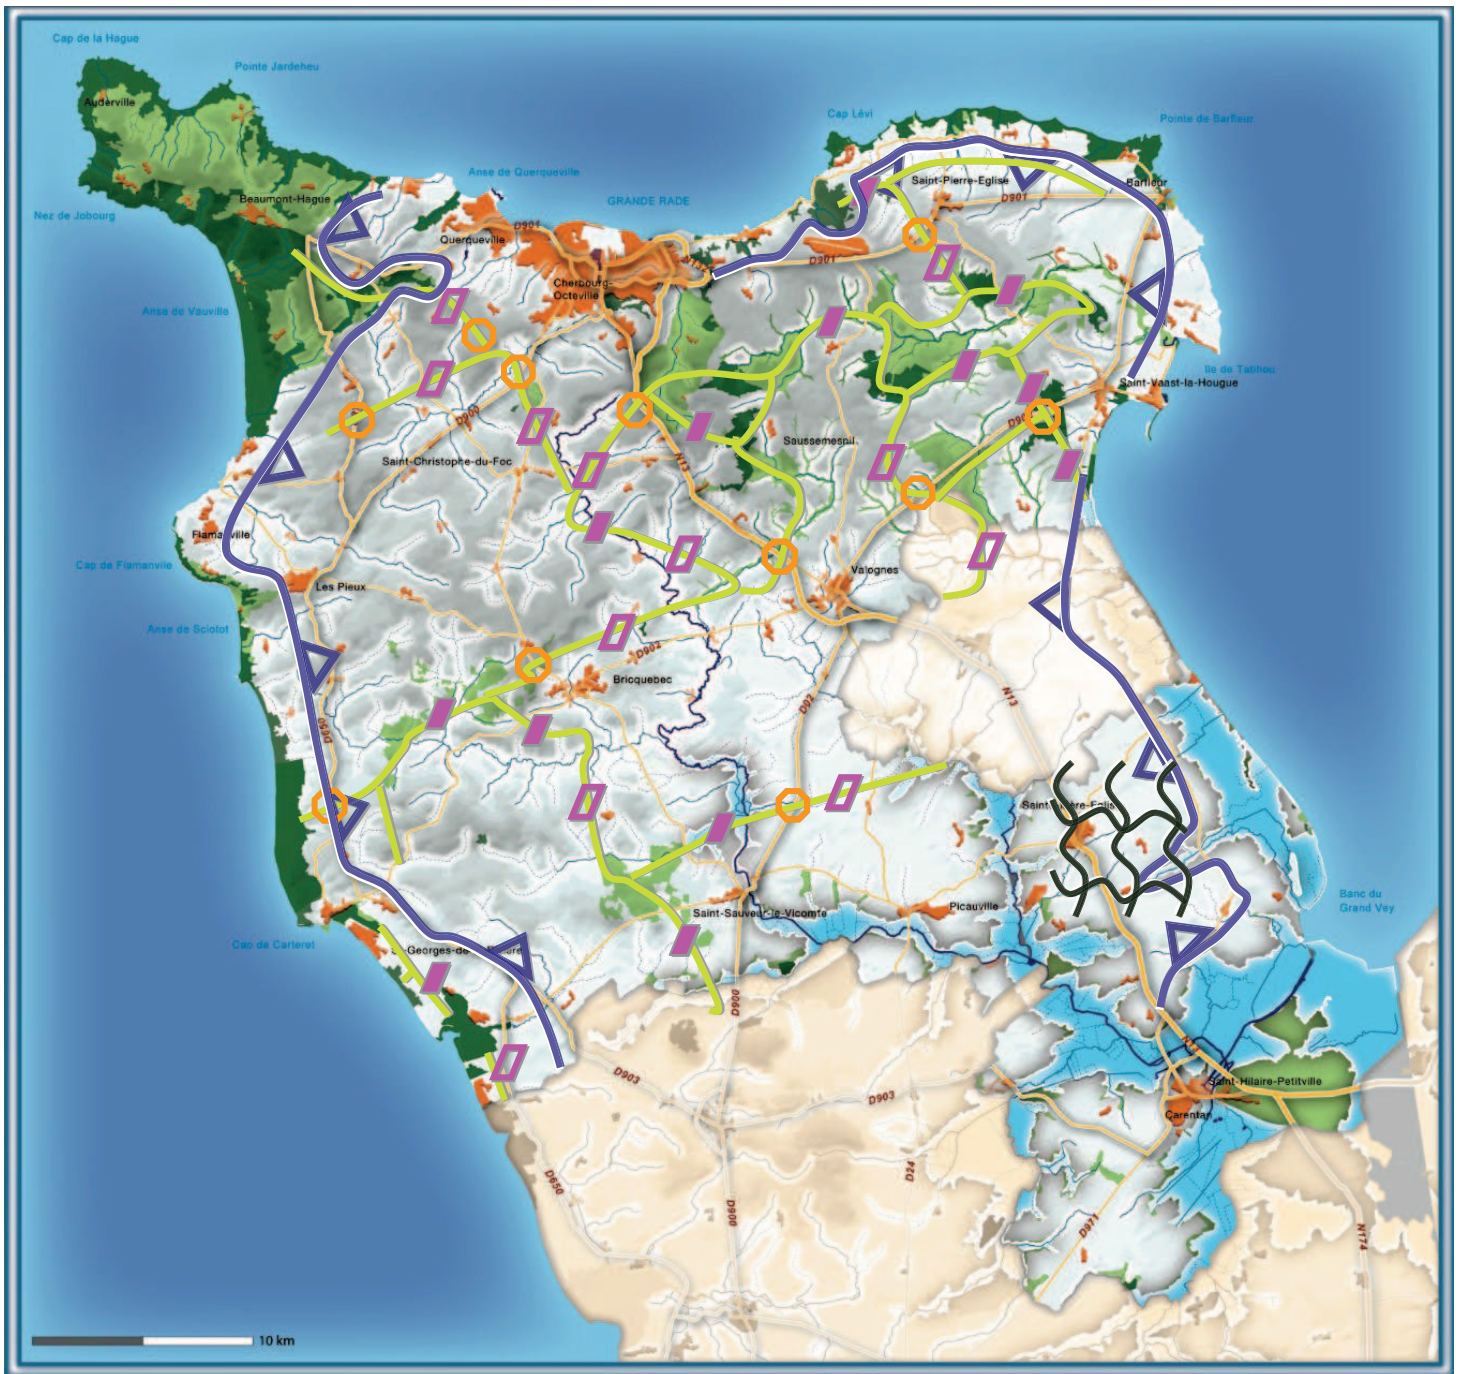 Cap de la Hague
Pointe Jardeheu
Auderville
Cap Lévi
Pointe de Barfleur
Anse de Querqueville
Saint-Pierre-Eglise
Barfleur
Beaumont-Hague
GRANDE RADE
D901
Nez de Jobourg
D901
Querqueville
D901
Cherbourg-
Octeville
Anse de Vauville
Ile de Tatihou
Saint-Vaast-la-Hougue
D900
Saussemesnil
Saint-Christophe-du-Foc
N13
Flamanville
Cap de Flamanville
Valognes
Les Pieux
Anse de Sciotot
D902
Bricquebec
N13
D92
D650
Banc du
Grand Vey
Picauville
Saint-Sauveur-le-Vicomte
Cap de Carteret
D900
N13
D903
Saint-Hilaire-Petitville
D903
Carentan
D650
D24
D900
D971
N174
10 km